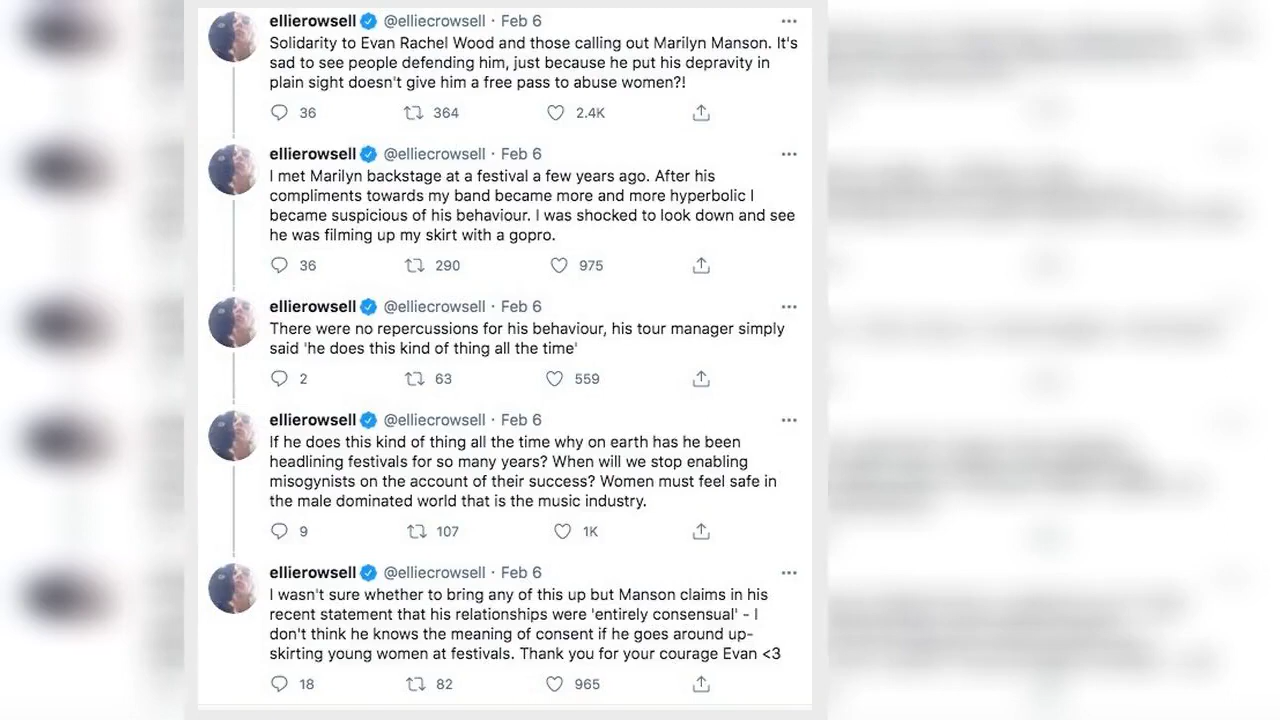 ellierowsell @elliecrowsell · Feb 6 ...
Solidarity to Evan Rachel Wood and those calling out Marilyn Manson. It's
sad to see people defending him, just because he put his depravity in
plain sight doesn't give him a free pass to abuse women?!
36 364 2.4K
ellierowsell @elliecrowsell · Feb 6 ...
I met Marilyn backstage at a festival a few years ago. After his
compliments towards my band became more and more hyperbolic I
became suspicious of his behaviour. I was shocked to look down and see
he was filming up my skirt with a gopro.
36 290 975
ellierowsell @elliecrowsell · Feb 6 ...
There were no repercussions for his behaviour, his tour manager simply
said 'he does this kind of thing all the time'
2 63 559
ellierowsell @elliecrowsell · Feb 6 ...
If he does this kind of thing all the time why on earth has he been
headlining festivals for so many years? When will we stop enabling
misogynists on the account of their success? Women must feel safe in
the male dominated world that is the music industry.
9 107 1K
ellierowsell @elliecrowsell · Feb 6 ...
I wasn't sure whether to bring any of this up but Manson claims in his
recent statement that his relationships were 'entirely consensual' - I
don't think he knows the meaning of consent if he goes around up-
skirting young women at festivals. Thank you for your courage Evan <3
18 82 965